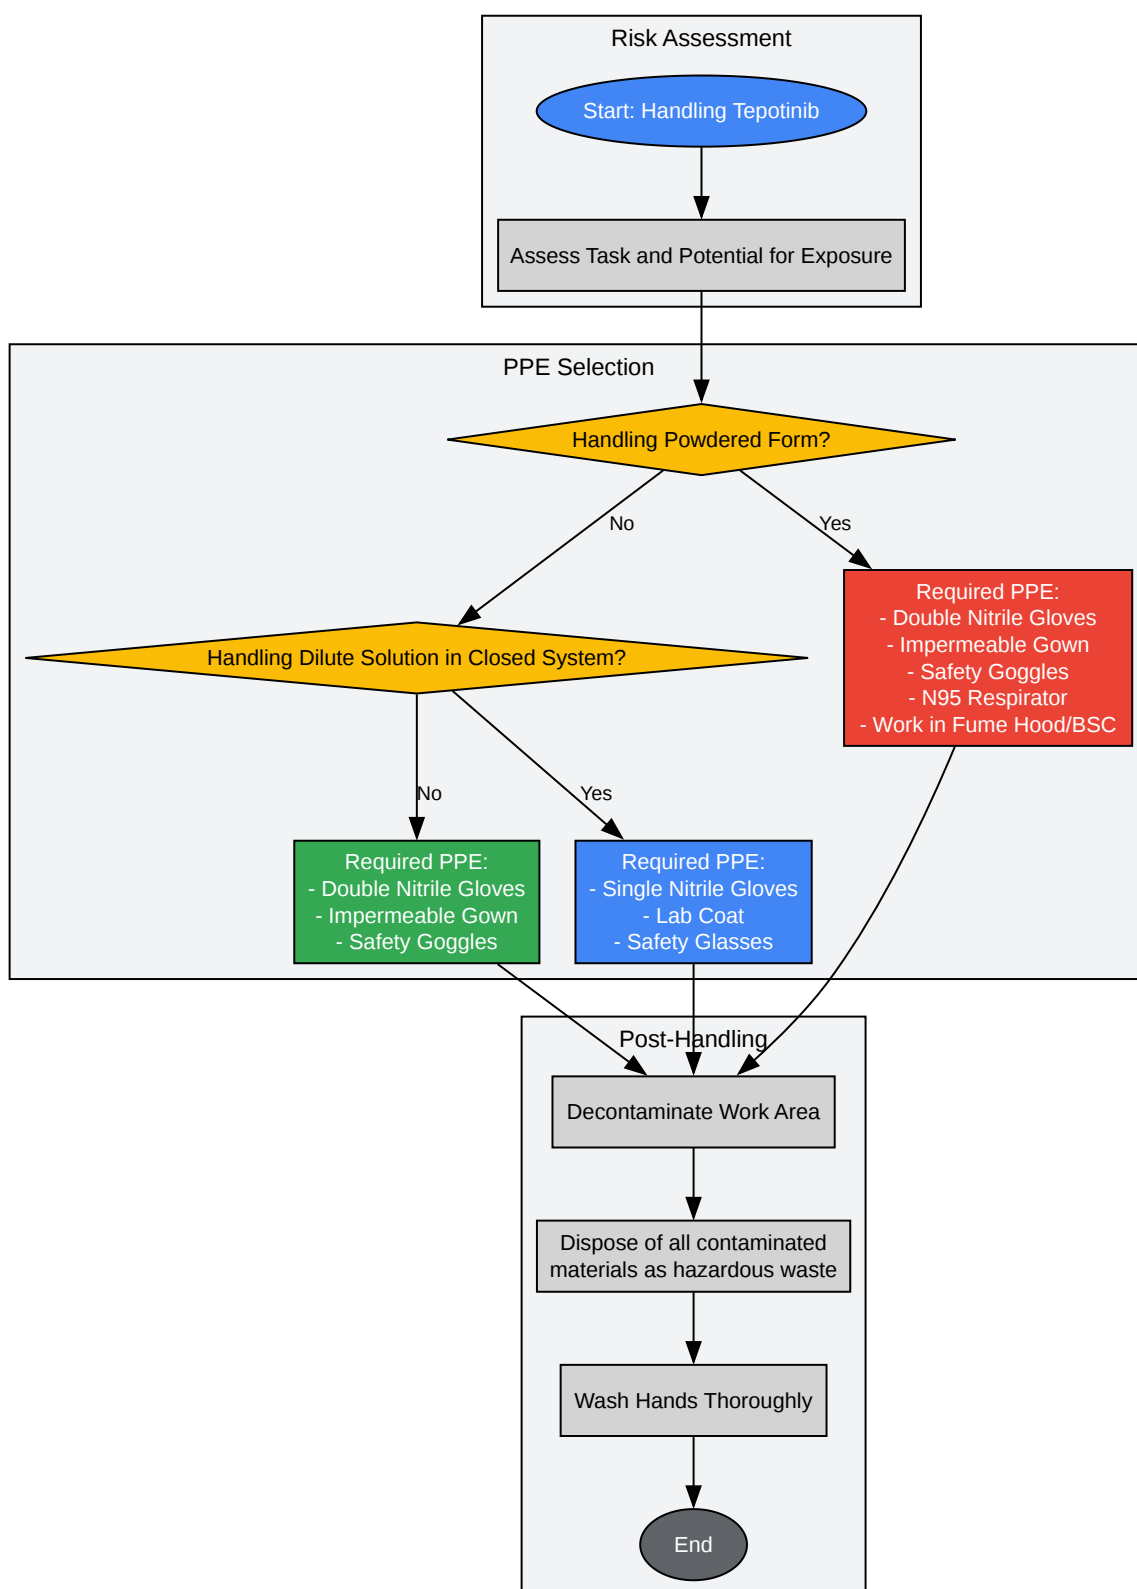 Risk Assessment
Start: Handling Tepotinib
Assess Task and Potential for Exposure
PPE Selection
Handling Powdered Form?
No
Yes
Required PPE:
- Double Nitrile Gloves
- Impermeable Gown
- Safety Goggles
- N95 Respirator
- Work in Fume Hood/BSC
Handling Dilute Solution in Closed System?
No
Yes
Required PPE:
- Double Nitrile Gloves
- Impermeable Gown
- Safety Goggles
Required PPE:
- Single Nitrile Gloves
- Lab Coat
- Safety Glasses
Post-Handling
Decontaminate Work Area
Dispose of all contaminated
materials as hazardous waste
Wash Hands Thoroughly
End